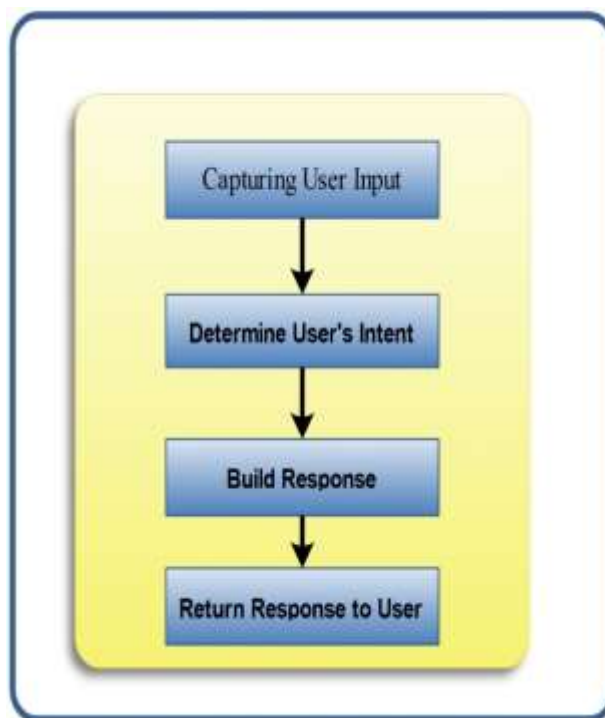 Capturing User Input
Determine User's Intent
Build Response
Return Response to User